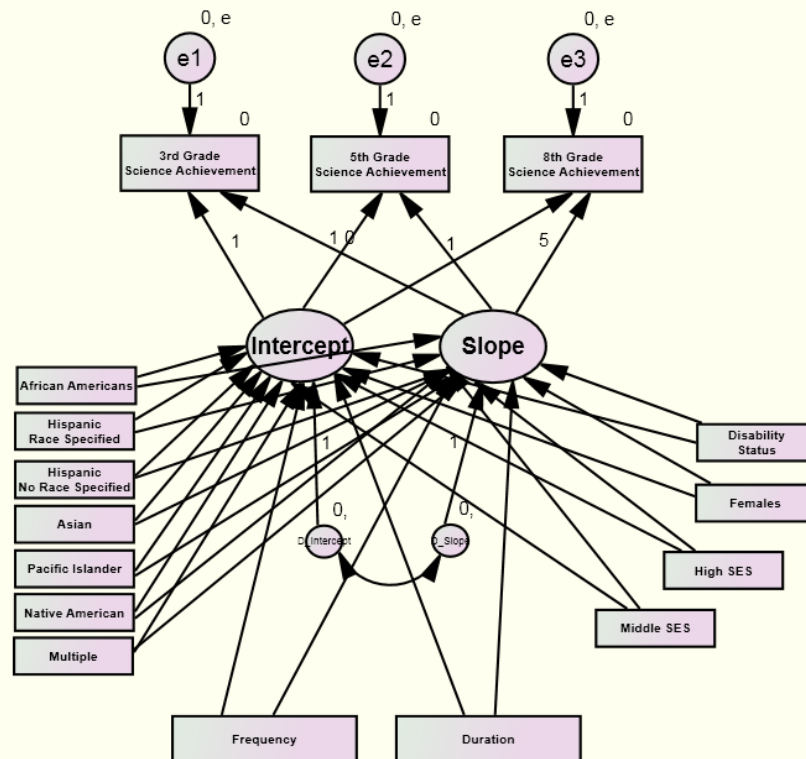 0, e
0, e
0, e
e1
e2
e3
1
1
1
0
0
0
3rd Grade
Science Achievement
5th Grade
Science Achievement
8th Grade
Science Achievement
1
1 0
1
5
Intercept
Slope
African Americans
Hispanic
Race Specified
Hispanic
No Race Specified
Asian
Pacific Islander
Native American
Multiple
1
1
0,
0,
D_Intercept
D_Slope
Disability
Status
Females
High SES
Middle SES
Frequency
Duration